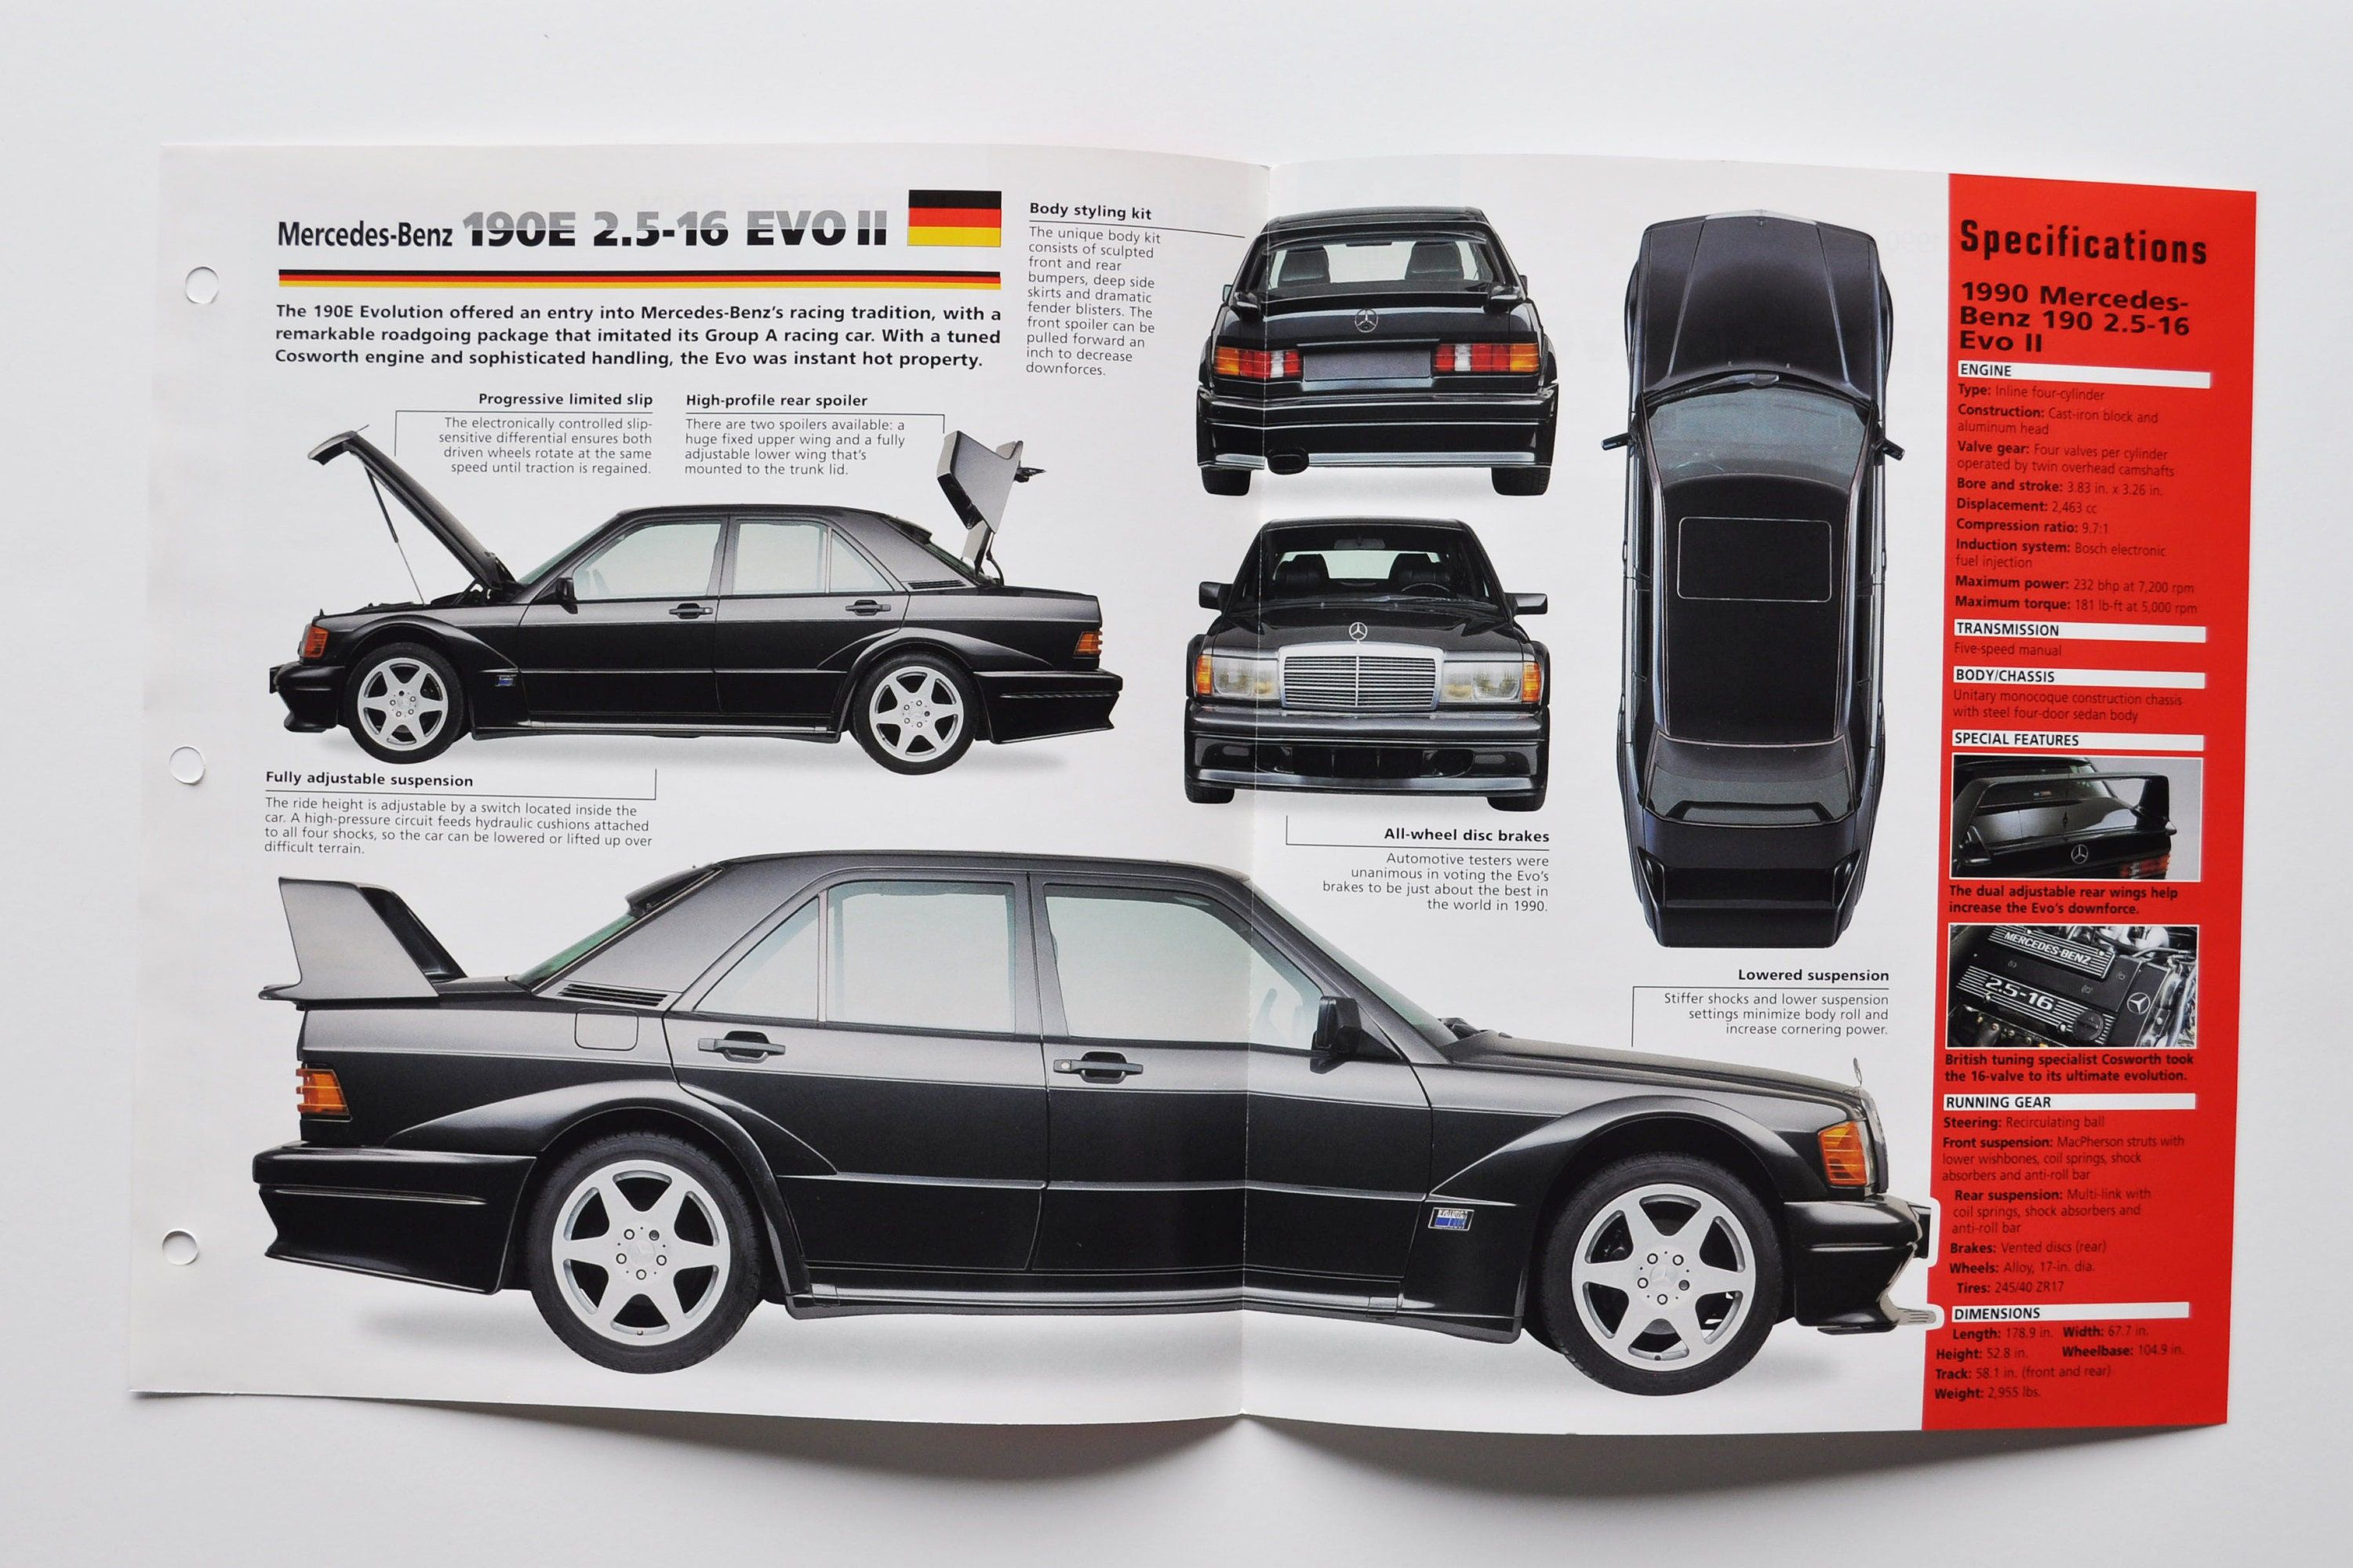 Mercedes-Benz 190E 2.5-16 EVO II
The 190E Evolution offered an entry into Mercedes-Benz's racing tradition, with a
remarkable roadgoing package that imitated its Group A racing car. With a tuned
Cosworth engine and sophisticated handling, the Evo was instant hot property.
Progressive limited slip
The electronically controlled slip-
sensitive differential ensures both
driven wheels rotate at the same
speed until traction is regained.
High-profile rear spoiler
There are two spoilers available: a
huge fixed upper wing and a fully
adjustable lower wing that's
mounted to the trunk lid.
Body styling kit
The unique body kit
consists of sculpted
front and rear
bumpers, deep side
skirts and dramatic
fender blisters. The
front spoiler can be
pulled forward an
inch to decrease
downforces.
Fully adjustable suspension
The ride height is adjustable by a switch located inside the
car. A high-pressure circuit feeds hydraulic cushions attached
to all four shocks, so the car can be lowered or lifted up over
difficult terrain.
All-wheel disc brakes
Automotive testers were
unanimous in voting the Evo's
brakes to be just about the best in
the world in 1990.
Lowered suspension
Stiffer shocks and lower suspension
settings minimize body roll and
increase cornering power.
Specifications
1990 Mercedes-
Benz 190 2.5-16
Evo II
ENGINE
Type: Inline four-cylinder
Construction: Cast-iron block and
aluminum head
Valve gear: Four valves per cylinder
operated by twin overhead camshafts
Bore and stroke: 3.83 in. x 3.26 in.
Displacement: 2,463 cc
Compression ratio: 9.7:1
Induction system: Bosch electronic
fuel injection
Maximum power: 232 bhp at 7,200 rpm
Maximum torque: 181 lb-ft at 5,000 rpm
TRANSMISSION
Five-speed manual
BODY/CHASSIS
Unitary monocoque construction chassis
with steel four-door sedan body
SPECIAL FEATURES
The dual adjustable rear wings help
increase the Evo's downforce.
MERCEDES-BENZ
2.5-16
British tuning specialist Cosworth took
the 16-valve to its ultimate evolution.
RUNNING GEAR
Steering: Recirculating ball
Front suspension: MacPherson struts with
lower wishbones, coil springs, shock
absorbers and anti-roll bar
Rear suspension: Multi-link with
coil springs, shock absorbers and
anti-roll bar
Brakes: Vented discs (rear)
Wheels: Alloy, 17-in. dia.
Tires: 245/40 ZR17
DIMENSIONS
Length: 178.9 in. Width: 67.7 in.
Height: 52.8 in. Wheelbase: 104.9 in.
Track: 58.1 in. (front and rear)
Weight: 2,955 lbs.